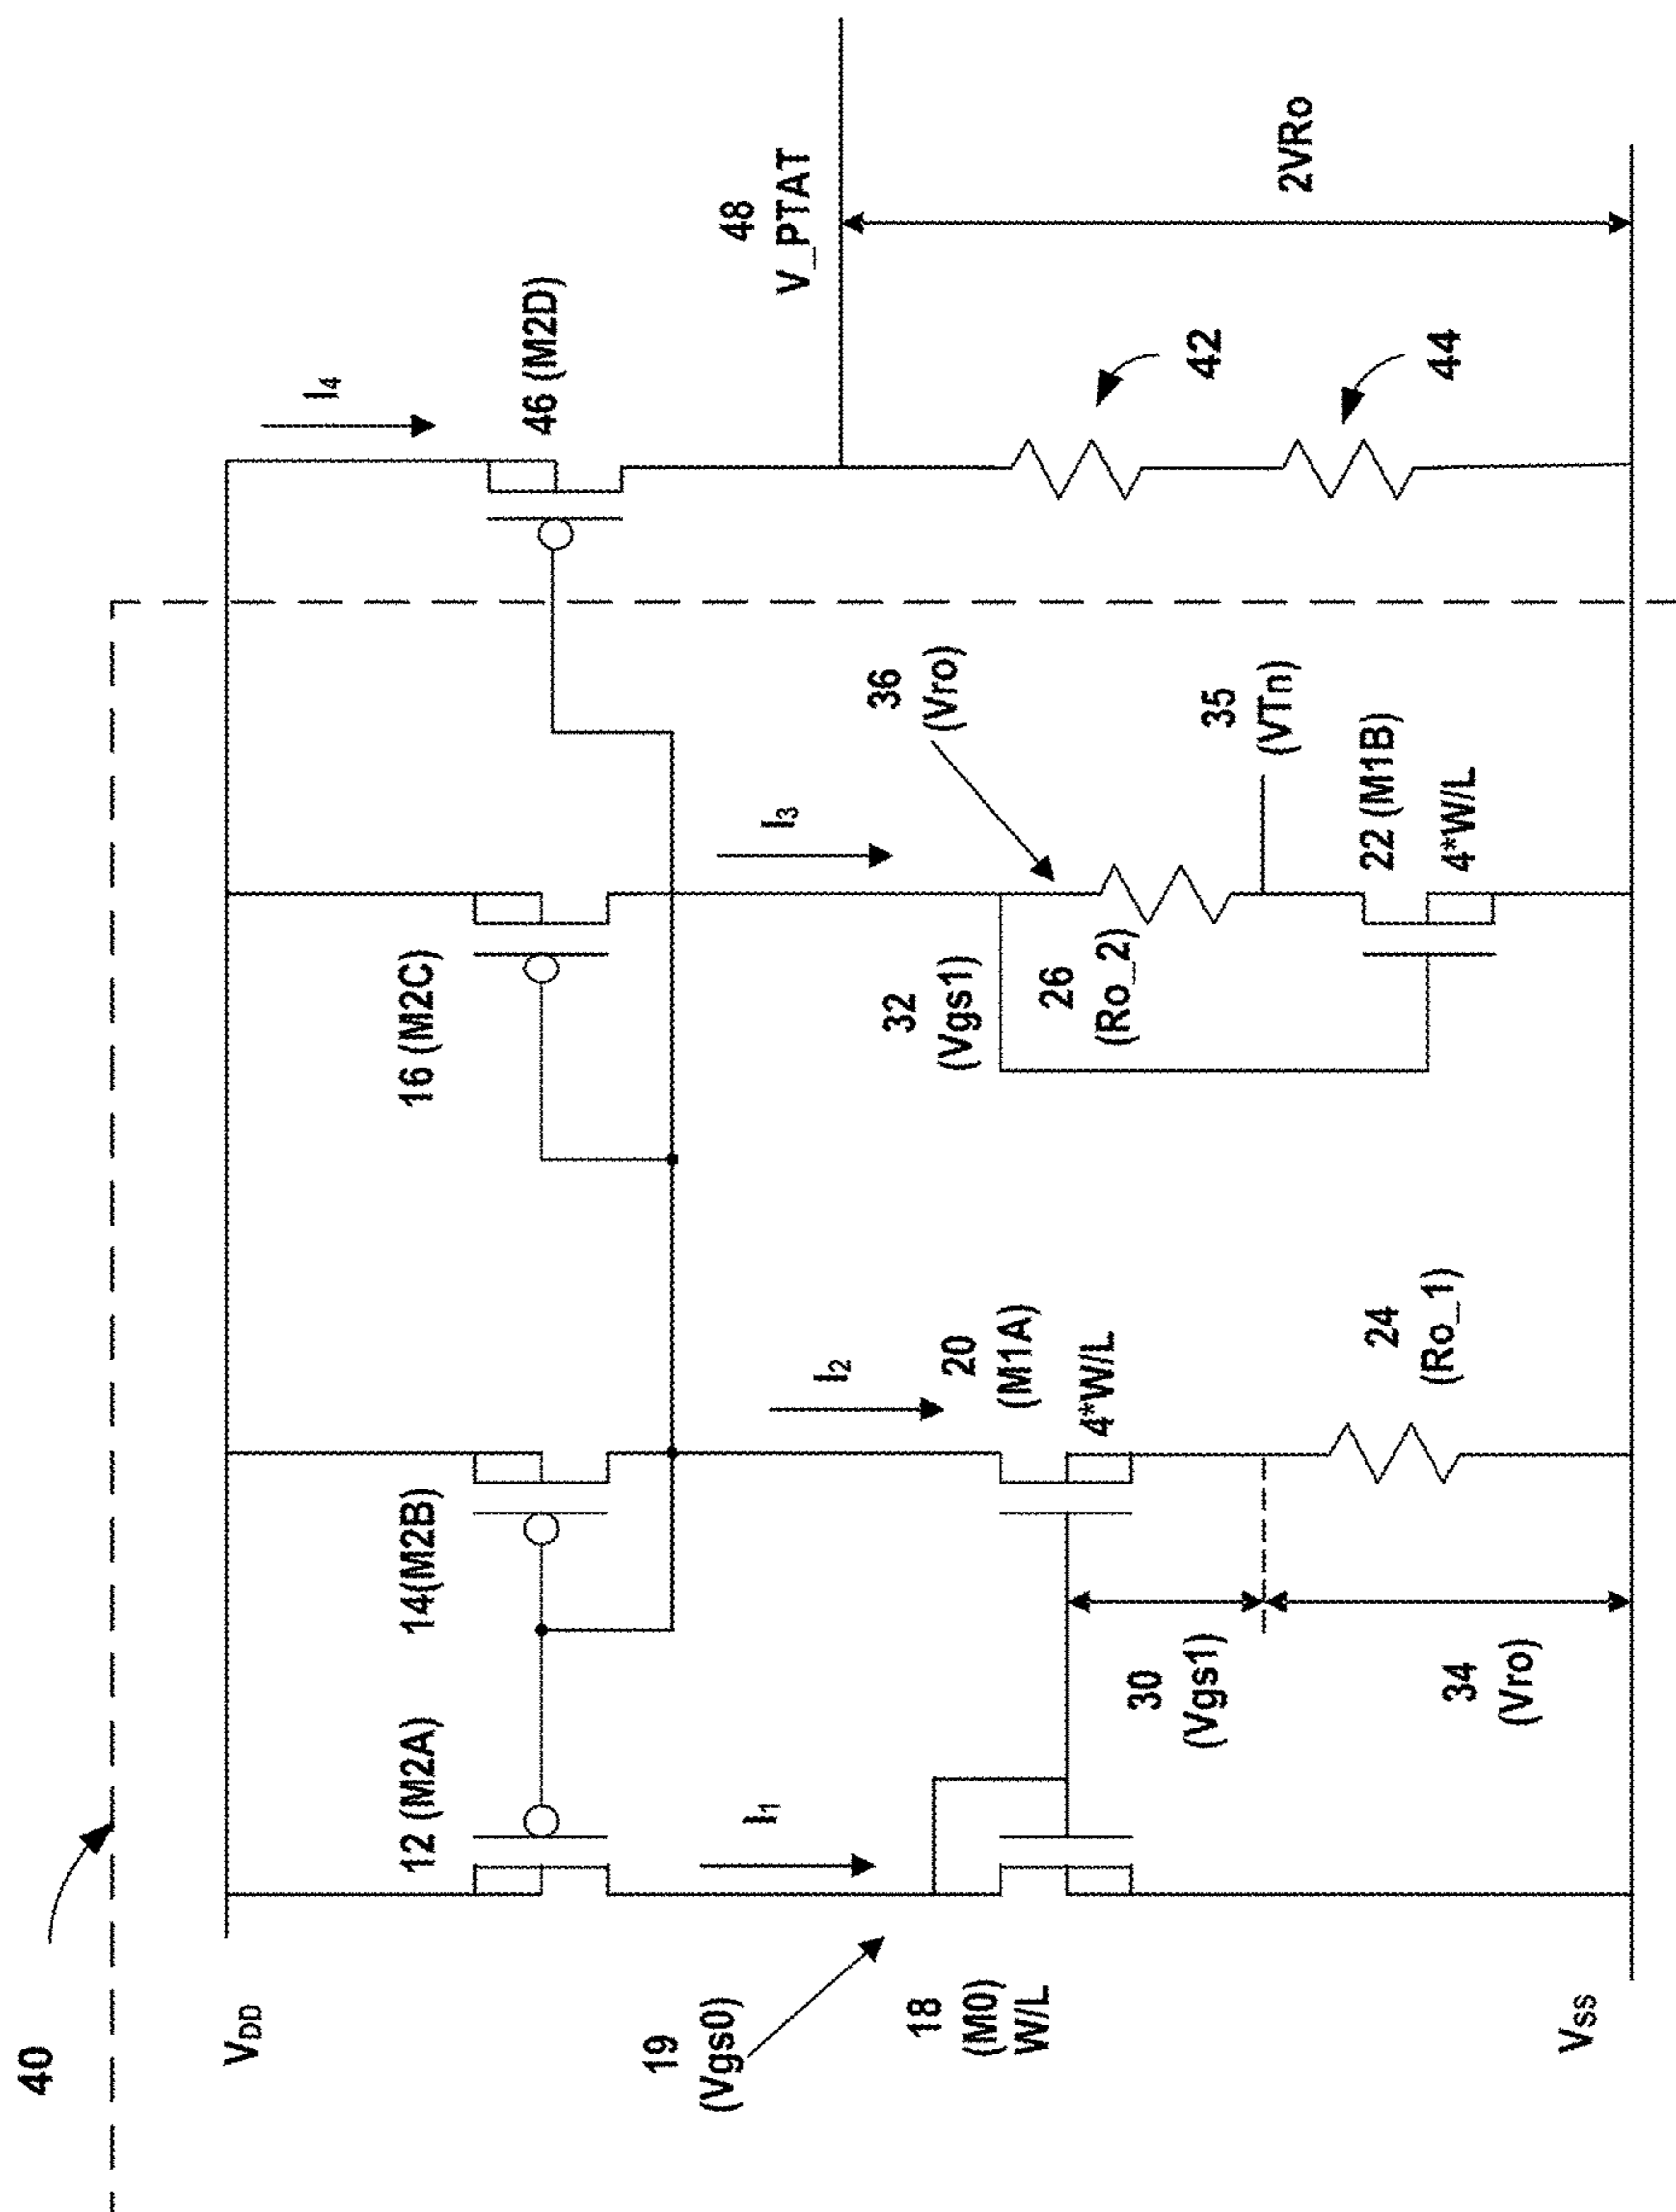 40
V_DD
12 (M2A)
14(M2B)
16 (M2C)
46 (M2D)
I₄
I₁
I₂
I₃
19
(Vgs0)
18
(M0)
W/L
20
(M1A)
4*W/L
32
(Vgs1)
26
(Ro_2)
36
(Vro)
48
V_PTAT
30
(Vgs1)
34
(Vro)
24
(Ro_1)
35
(VTn)
22 (M1B)
4*W/L
42
44
2VRo
V_SS